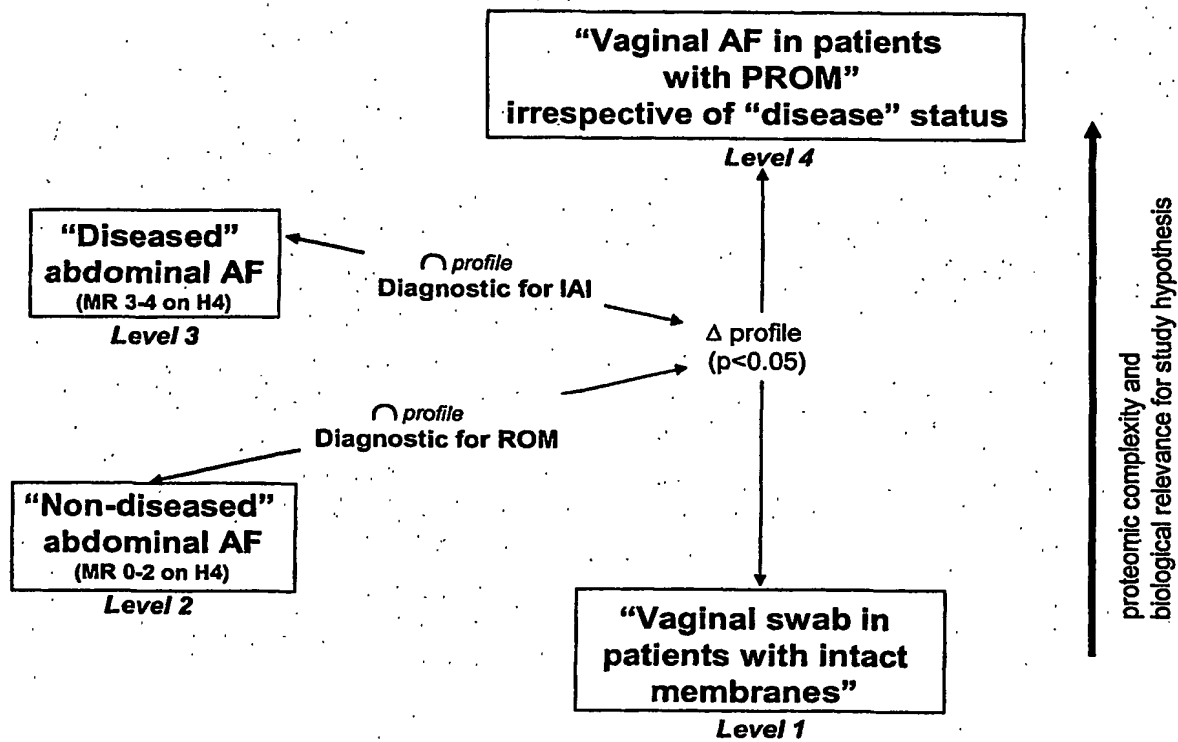 “Vaginal AF in patients
with PROM”
irrespective of “disease” status
Level 4
“Diseased”
abdominal AF
(MR 3-4 on H4)
Level 3
∩ profile
Diagnostic for IAI
Δ profile
(p<0.05)
∩ profile
Diagnostic for ROM
“Non-diseased”
abdominal AF
(MR 0-2 on H4)
Level 2
“Vaginal swab in
patients with intact
membranes”
Level 1
proteomic complexity and
biological relevance for study hypothesis